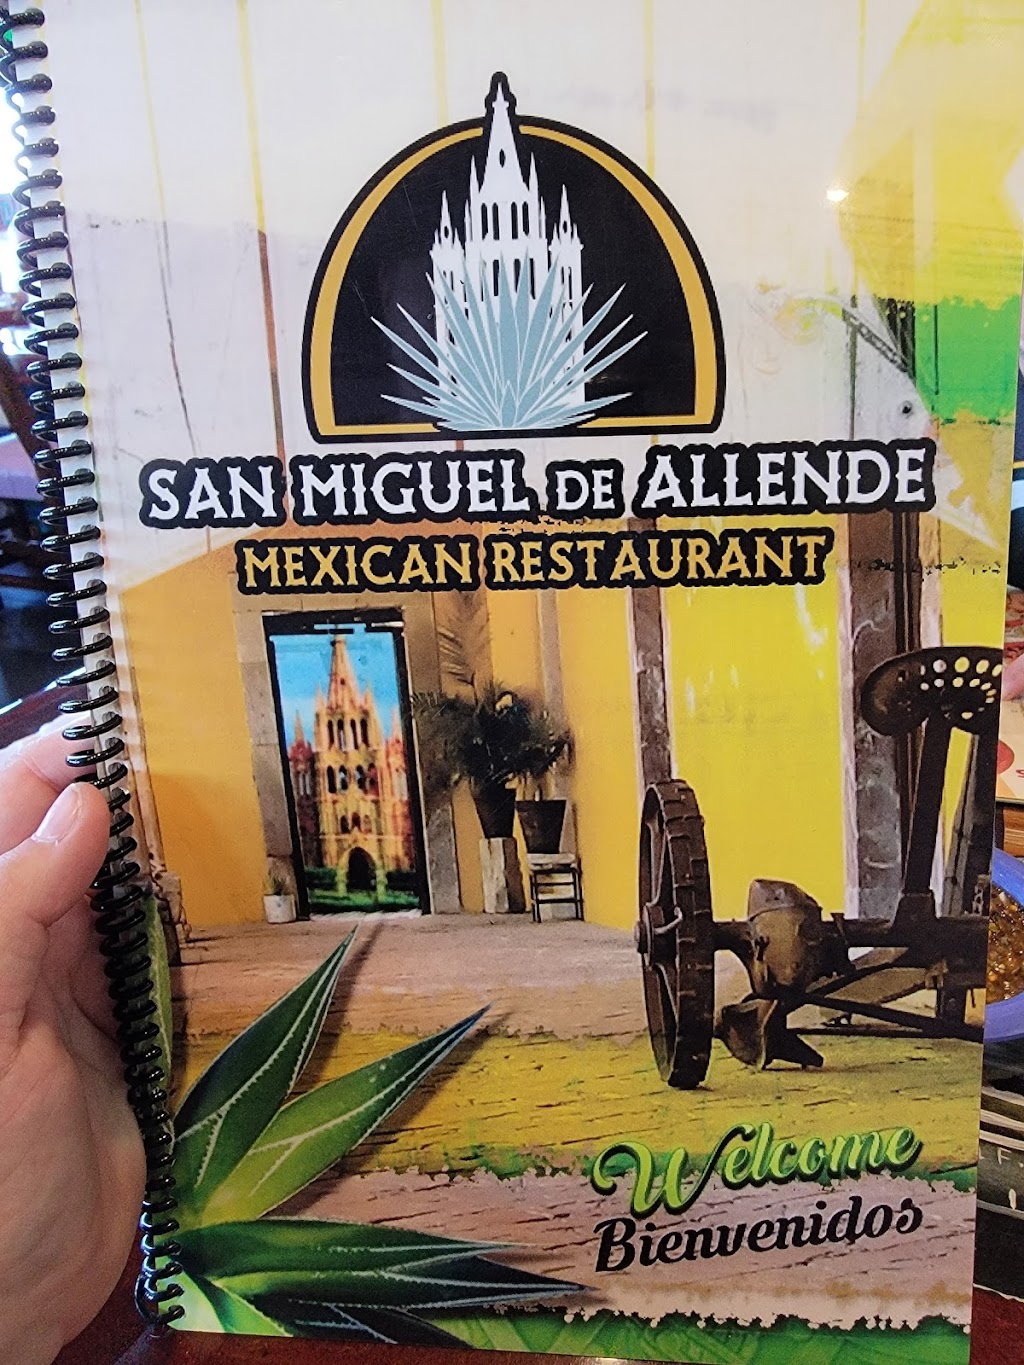 SAN MIGUEL DE ALLENDE
MEXICAN RESTAURANT
Welcome
Bienvenidos